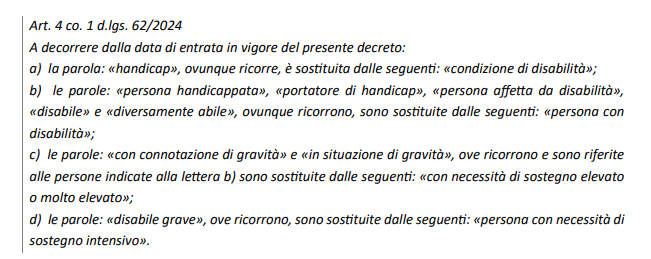 Art. 4 co. 1 d.lgs. 62/2024
A decorrere dalla data di entrata in vigore del presente decreto:
a) la parola: «handicap», ovunque ricorre, è sostituita dalle seguenti: «condizione di disabilità»;
b) le parole: «persona handicappata», «portatore di handicap», «persona affetta da disabilità»,
«disabile» e «diversamente abile», ovunque ricorrono, sono sostituite dalle seguenti: «persona con
disabilità»;
c) le parole: «con connotazione di gravità» e «in situazione di gravità», ove ricorrono e sono riferite
alle persone indicate alla lettera b) sono sostituite dalle seguenti: «con necessità di sostegno elevato
o molto elevato»;
d) le parole: «disabile grave», ove ricorrono, sono sostituite dalle seguenti: «persona con necessità di
sostegno intensivo».